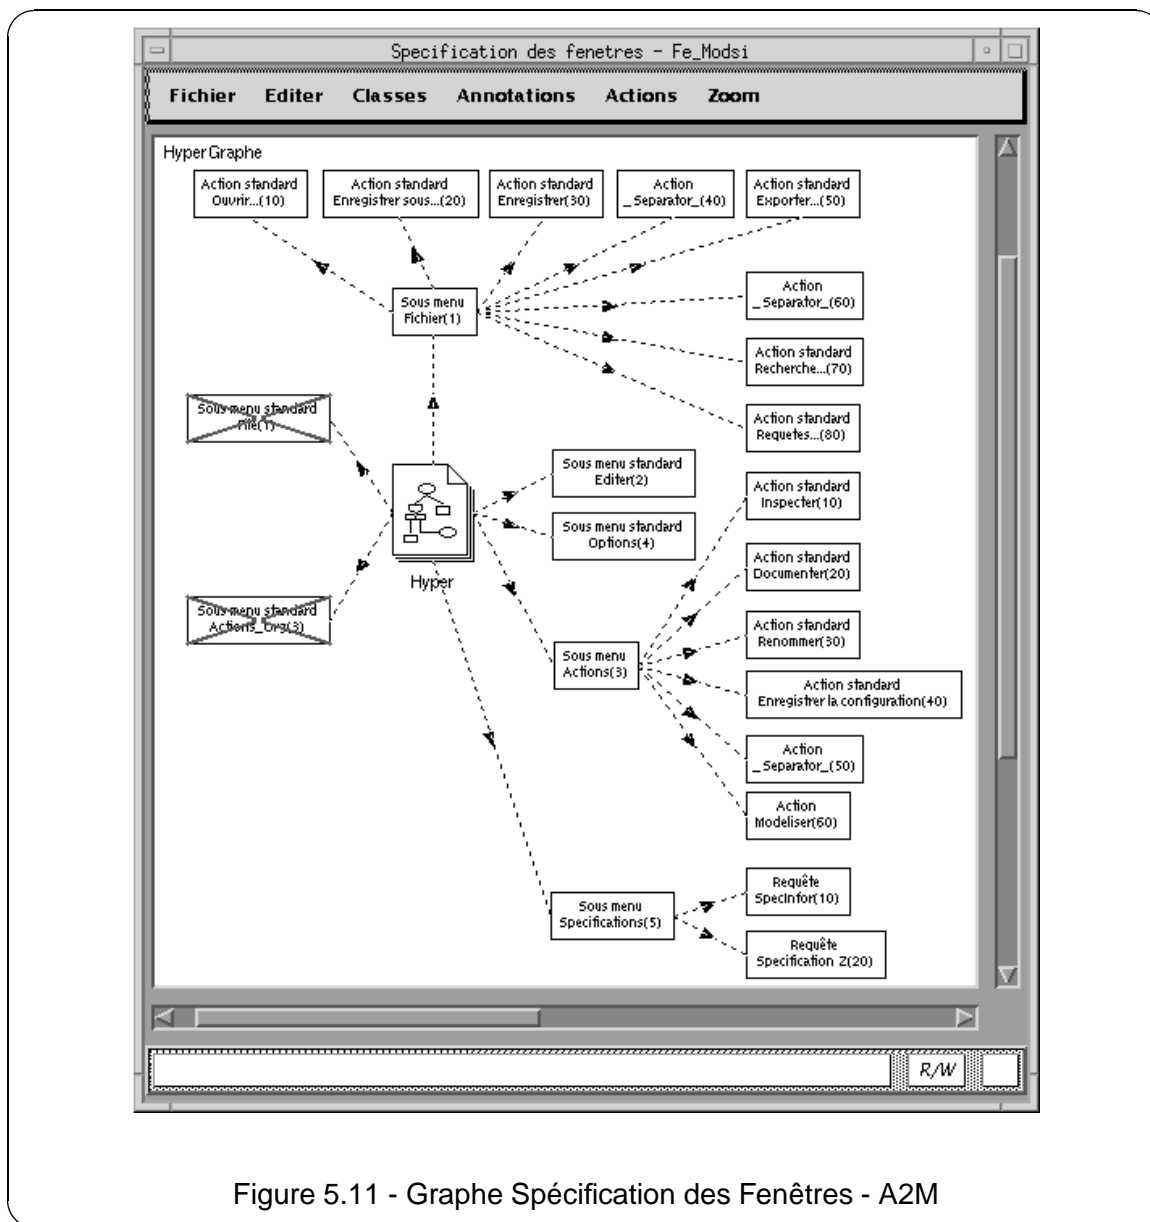 Specification des fenetres - Fe_Modsi
Fichier Editer Classes Annotations Actions Zoom
HyperGraphe
Action standard
Ouvrir...(10)
Action standard
Enregistrer sous...(20)
Action standard
Enregistrer(30)
Action
_Separator_(40)
Action standard
Exporter...(50)
Sous menu
Fichier(1)
Action
_Separator_(60)
Action standard
Recherche...(70)
Action standard
Requetes...(80)
Sous menu standard
File(1)
Sous menu standard
Editer(2)
Sous menu standard
Options(4)
Hyper
Sous menu standard
Actions_Org(3)
Action standard
Inspecter(10)
Action standard
Documenter(20)
Action standard
Renommer(30)
Sous menu
Actions(3)
Action standard
Enregistrer la configuration(40)
Action
_Separator_(50)
Action
Modeliser(60)
Sous menu
Specifications(5)
Requête
SpecInfor(10)
Requête
Specification Z(20)
R/W
Figure 5.11 - Graphe Spécification des Fenêtres - A2M